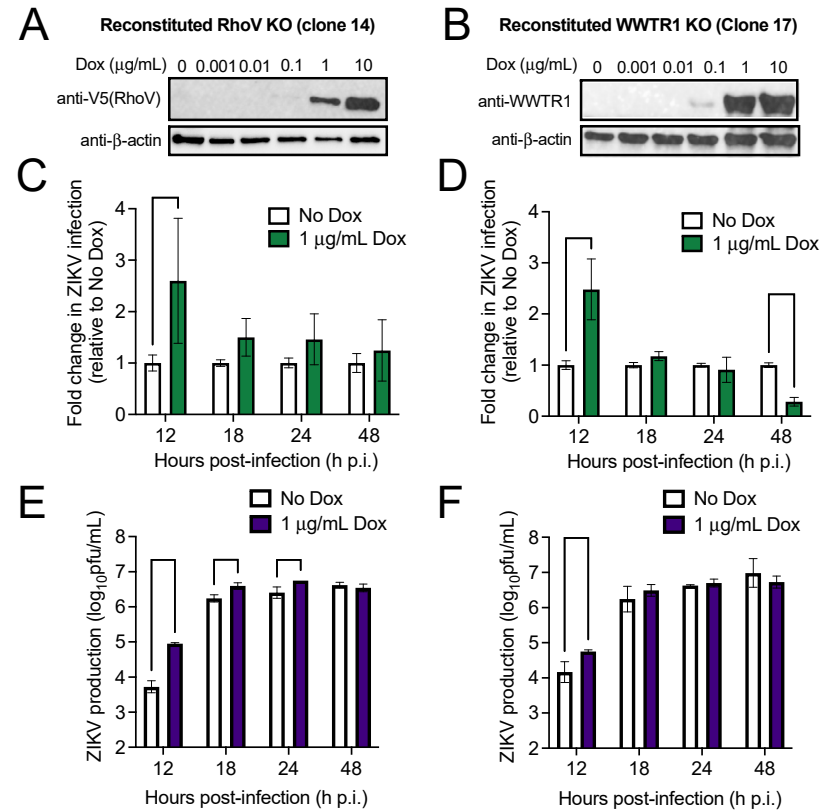 A
Reconstituted RhoV KO (clone 14)
Dox (μg/mL) 0 0.001 0.01 0.1 1 10
anti-V5(RhoV)
anti-β-actin
B
Reconstituted WWTR1 KO (Clone 17)
Dox (μg/mL) 0 0.001 0.01 0.1 1 10
anti-WWTR1
anti-β-actin
C
Fold change in ZIKV infection
(relative to No Dox)
No Dox
1 μg/mL Dox
4
3
2
1
0
12 18 24 48
Hours post-infection (h p.i.)
D
Fold change in ZIKV infection
(relative to No Dox)
No Dox
1 μg/mL Dox
4
3
2
1
0
12 18 24 48
Hours post-infection (h p.i.)
E
ZIKV production (log10pfu/mL)
No Dox
1 μg/mL Dox
8
7
6
5
4
3
2
12 18 24 48
Hours post-infection (h p.i.)
F
ZIKV production (log10pfu/mL)
No Dox
1 μg/mL Dox
8
7
6
5
4
3
2
12 18 24 48
Hours post-infection (h p.i.)